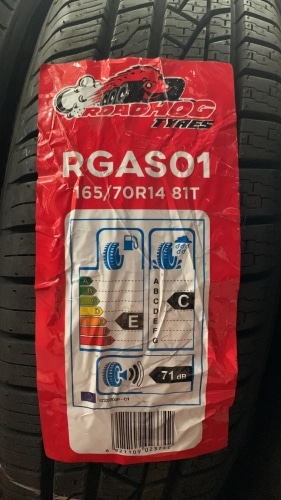 ROADHOG
TYRES
RGAS01
165/70R14 81T
A
B
C
D
E
F
G
E
C
71 dB